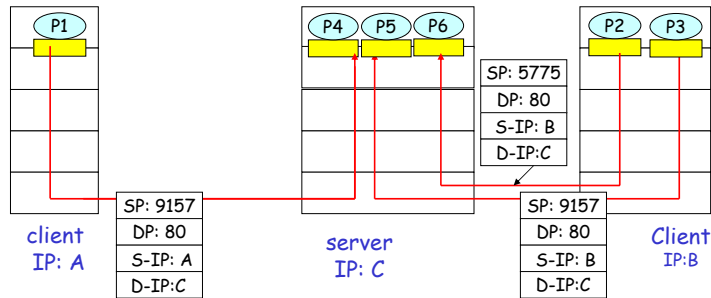 P1
P4
P5
P6
P2
P3
SP: 5775
DP: 80
S-IP: B
D-IP:C
SP: 9157
DP: 80
S-IP: A
D-IP:C
SP: 9157
DP: 80
S-IP: B
D-IP:C
client
IP: A
server
IP: C
Client
IP:B